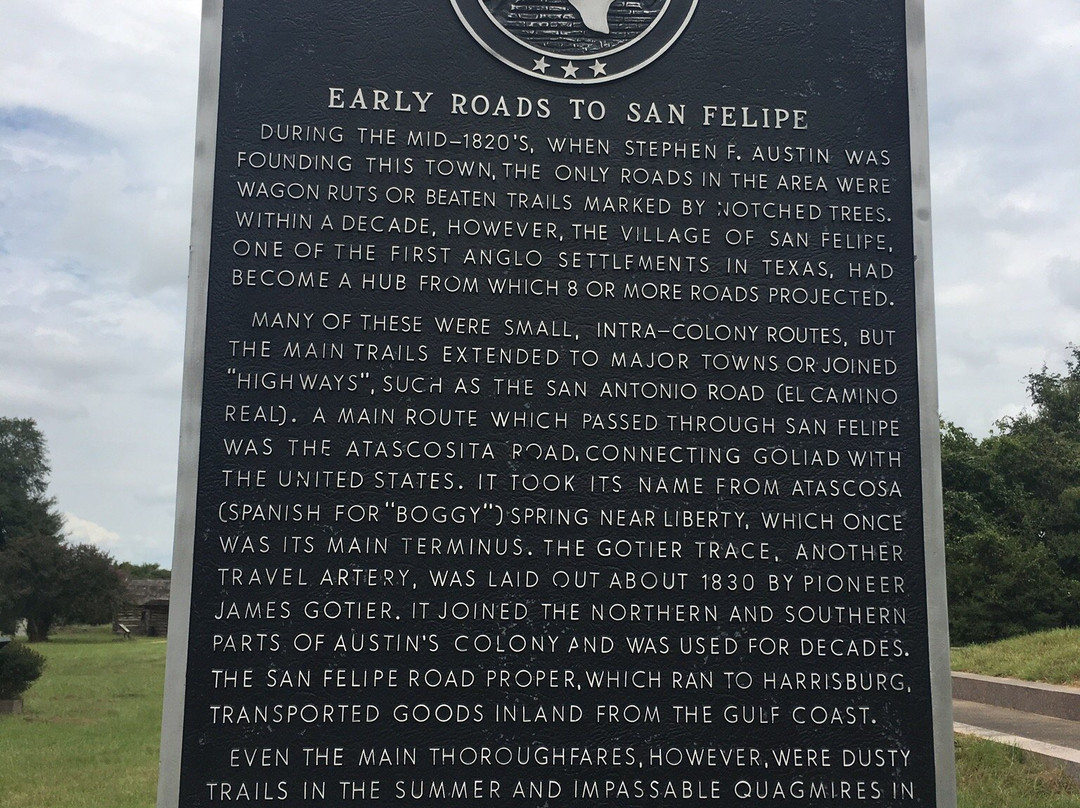 EARLY ROADS TO SAN FELIPE
DURING THE MID-1820'S, WHEN STEPHEN F. AUSTIN WAS
FOUNDING THIS TOWN, THE ONLY ROADS IN THE AREA WERE
WAGON RUTS OR BEATEN TRAILS MARKED BY NOTCHED TREES.
WITHIN A DECADE, HOWEVER, THE VILLAGE OF SAN FELIPE,
ONE OF THE FIRST ANGLO SETTLEMENTS IN TEXAS, HAD
BECOME A HUB FROM WHICH 8 OR MORE ROADS PROJECTED.
MANY OF THESE WERE SMALL, INTRA-COLONY ROUTES, BUT
THE MAIN TRAILS EXTENDED TO MAJOR TOWNS OR JOINED
"HIGHWAYS", SUCH AS THE SAN ANTONIO ROAD (EL CAMINO
REAL). A MAIN ROUTE WHICH PASSED THROUGH SAN FELIPE
WAS THE ATASCOSITA ROAD, CONNECTING GOLIAD WITH
THE UNITED STATES. IT TOOK ITS NAME FROM ATASCOSA
(SPANISH FOR "BOGGY") SPRING NEAR LIBERTY, WHICH ONCE
WAS ITS MAIN TERMINUS. THE GOTIER TRACE, ANOTHER
TRAVEL ARTERY, WAS LAID OUT ABOUT 1830 BY PIONEER
JAMES GOTIER. IT JOINED THE NORTHERN AND SOUTHERN
PARTS OF AUSTIN'S COLONY AND WAS USED FOR DECADES.
THE SAN FELIPE ROAD PROPER, WHICH RAN TO HARRISBURG,
TRANSPORTED GOODS INLAND FROM THE GULF COAST.
EVEN THE MAIN THOROUGHFARES, HOWEVER, WERE DUSTY
TRAILS IN THE SUMMER AND IMPASSABLE QUAGMIRES IN